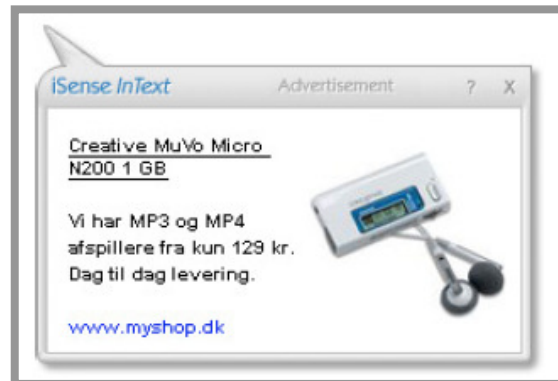 iSense InText Advertisement ? X
Creative MuVo Micro
N200 1 GB
Vi har MP3 og MP4
afspillere fra kun 129 kr.
Dag til dag levering.
www.myshop.dk